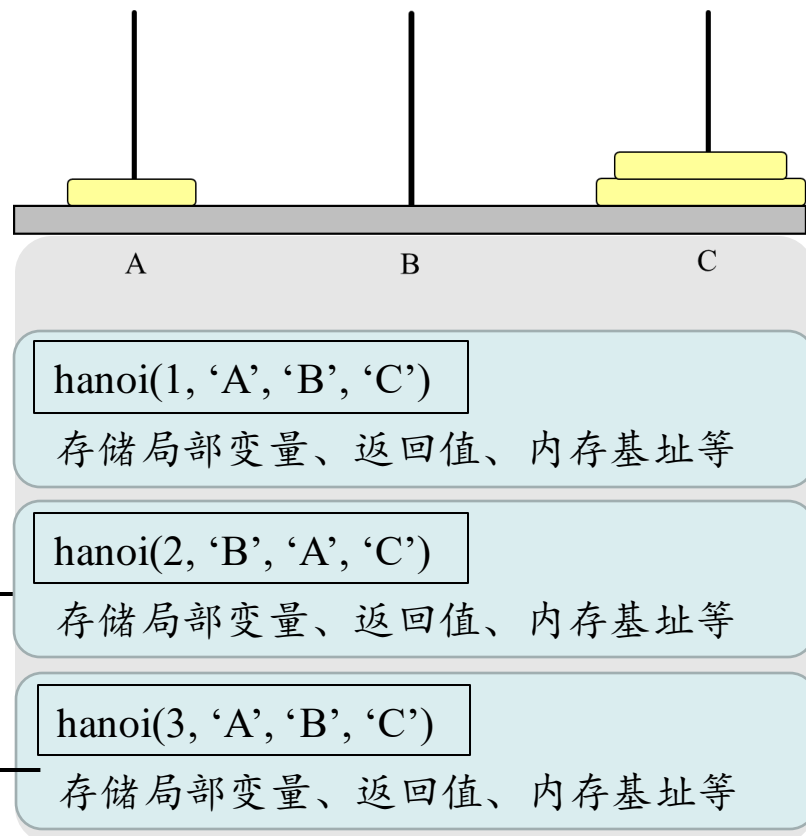 A B C
hanoi(1, ‘A’, ‘B’, ‘C’)
存储局部变量、返回值、内存基址等
hanoi(2, ‘B’, ‘A’, ‘C’)
存储局部变量、返回值、内存基址等
hanoi(3, ‘A’, ‘B’, ‘C’)
存储局部变量、返回值、内存基址等